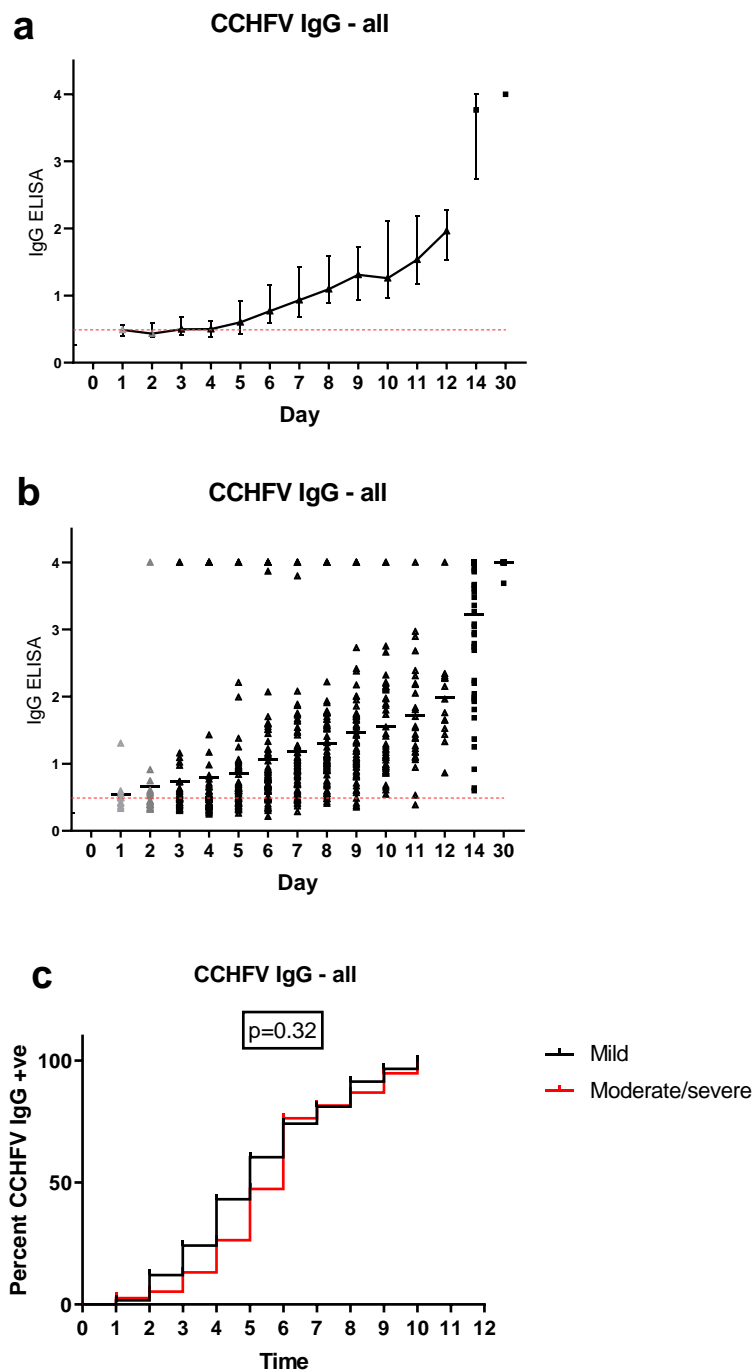 a
CCHFV IgG - all
4
3
2
1
0
IgG ELISA
0 1 2 3 4 5 6 7 8 9 10 11 12 14 30
Day
b
CCHFV IgG - all
4
3
2
1
0
IgG ELISA
0 1 2 3 4 5 6 7 8 9 10 11 12 14 30
Day
c
CCHFV IgG - all
p=0.32
100
50
0
Percent CCHFV IgG +ve
Mild
Moderate/severe
0 1 2 3 4 5 6 7 8 9 10 11 12
Time